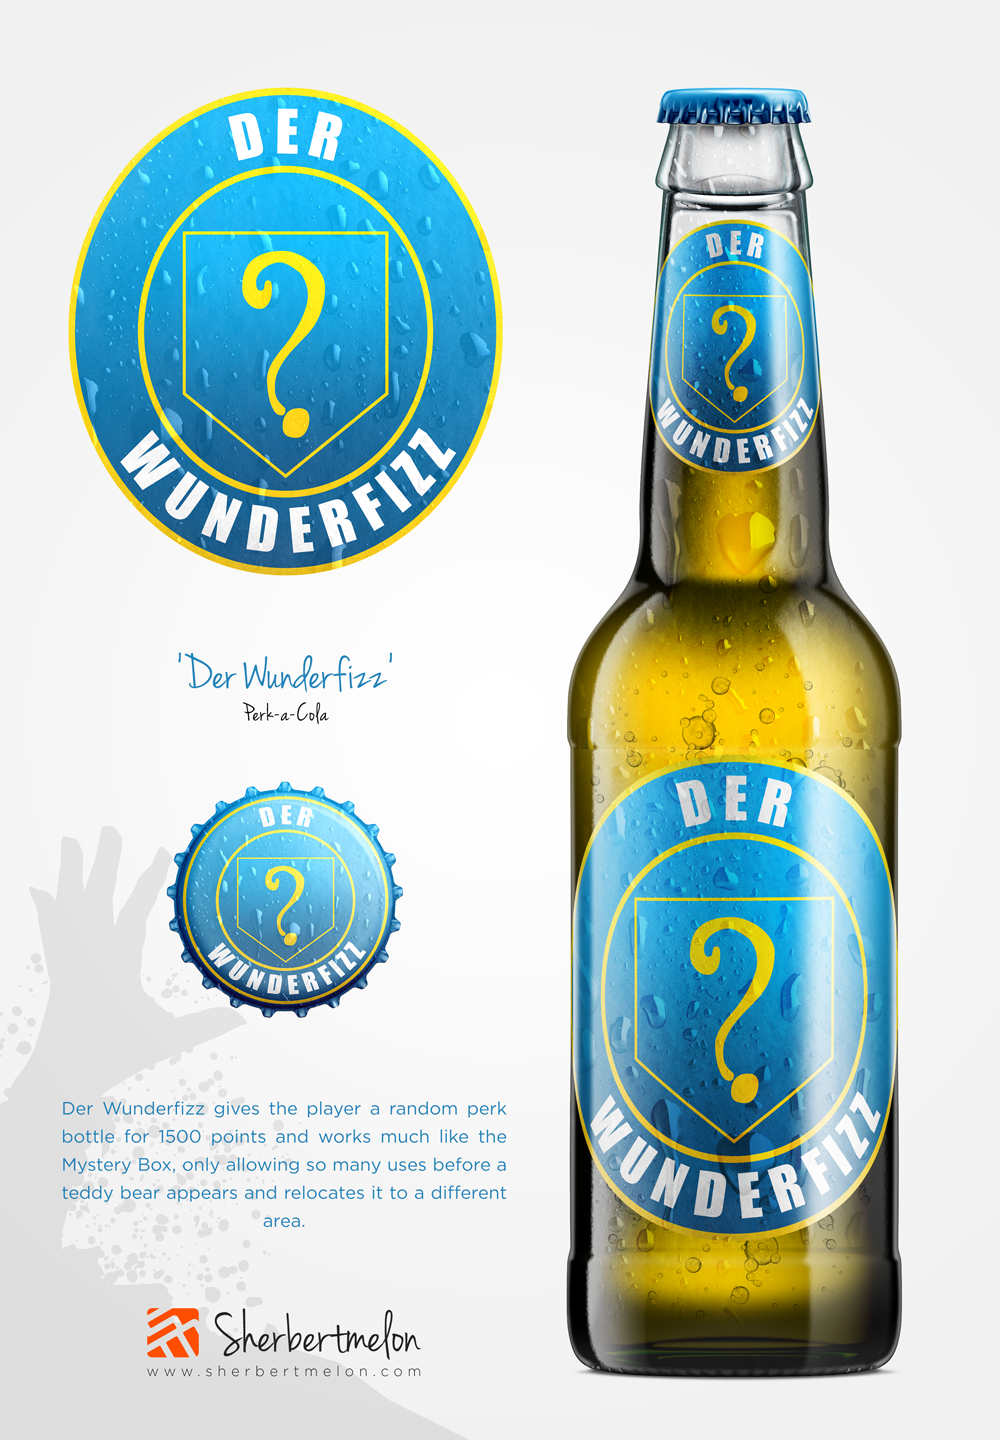 DER
WUNDERFIZZ
DER
WUNDERFIZZ
'Der Wunderfizz'
Perk-a-Cola
DER
WUNDERFIZZ
DER
WUNDERFIZZ
Der Wunderfizz gives the player a random perk
bottle for 1500 points and works much like the
Mystery Box, only allowing so many uses before a
teddy bear appears and relocates it to a different
area.
Sherbertmelon
www.sherbertmelon.com